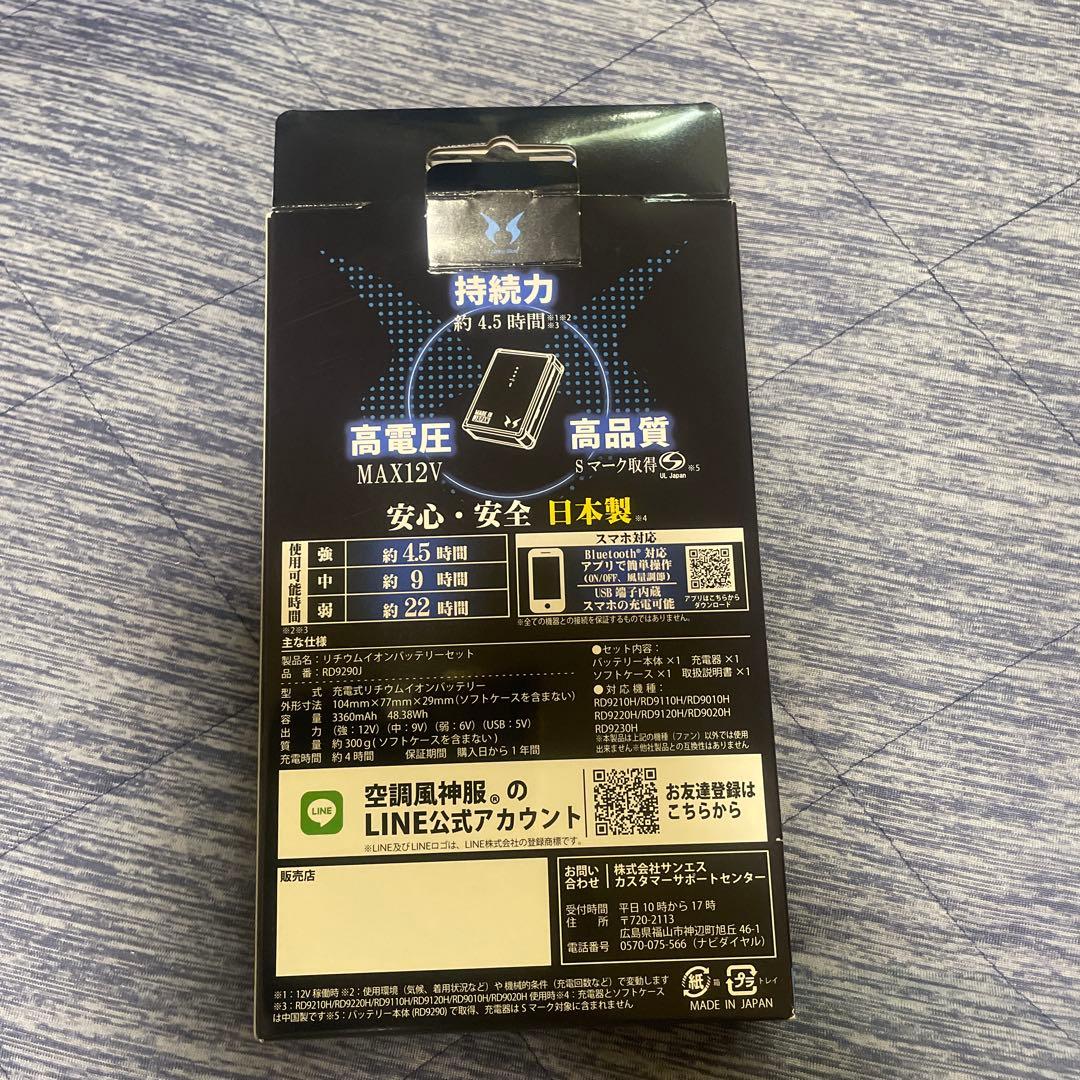 持続力
約 4.5 時間※1※2※3
高電圧
MAX12V
高品質
Sマーク取得 ※5
UL Japan
安心・安全 日本製※4
使用可能時間
強 約 4.5 時間
中 約 9 時間
弱 約 22 時間
※2※3
スマホ対応
Bluetooth® 対応
アプリで簡単操作
(ON/OFF、風量調節)
USB 端子内蔵
スマホの充電可能
アプリはこちらから
ダウンロード
※全ての機器との接続を保証するものではありません。
主な仕様
製品名：リチウムイオンバッテリーセット
品 番：RD9290J
型 式 充電式リチウムイオンバッテリー
外形寸法 104mm×77mm×29mm(ソフトケースを含まない)
容 量 3360mAh 48.38Wh
出 力 (強：12V) (中：9V) (弱：6V) (USB：5V)
質 量 約300g(ソフトケースを含まない)
充電時間 約4時間 保証期間 購入日から1年間
●セット内容：
バッテリー本体×1 充電器×1
ソフトケース×1 取扱説明書×1
●対応機種：
RD9210H/RD9110H/RD9010H
RD9220H/RD9120H/RD9020H
RD9230H
※本製品は上記の機種（ファン）以外では使用
出来ません※他社製品との互換性はありません
LINE
空調風神服®の
LINE公式アカウント
お友達登録は
こちらから
※LINE及びLINEロゴは、LINE株式会社の登録商標です。
販売店
お問い合わせ
株式会社サンエス
カスタマーサポートセンター
受付時間 平日10時から17時
住 所 〒720-2113
広島県福山市神辺町旭丘46-1
電話番号 0570-075-566（ナビダイヤル）
※1：12V 稼働時 ※2：使用環境（気候、着用状況など）や機械的条件（充電回数など）で変動します
※3：RD9210H/RD9220H/RD9110H/RD9120H/RD9010H/RD9020H 使用時※4：充電器とソフトケース
は中国製です※5：バッテリー本体 (RD9290) で取得、充電器は S マーク対象に含まれません
紙 箱 プラ トレイ
MADE IN JAPAN